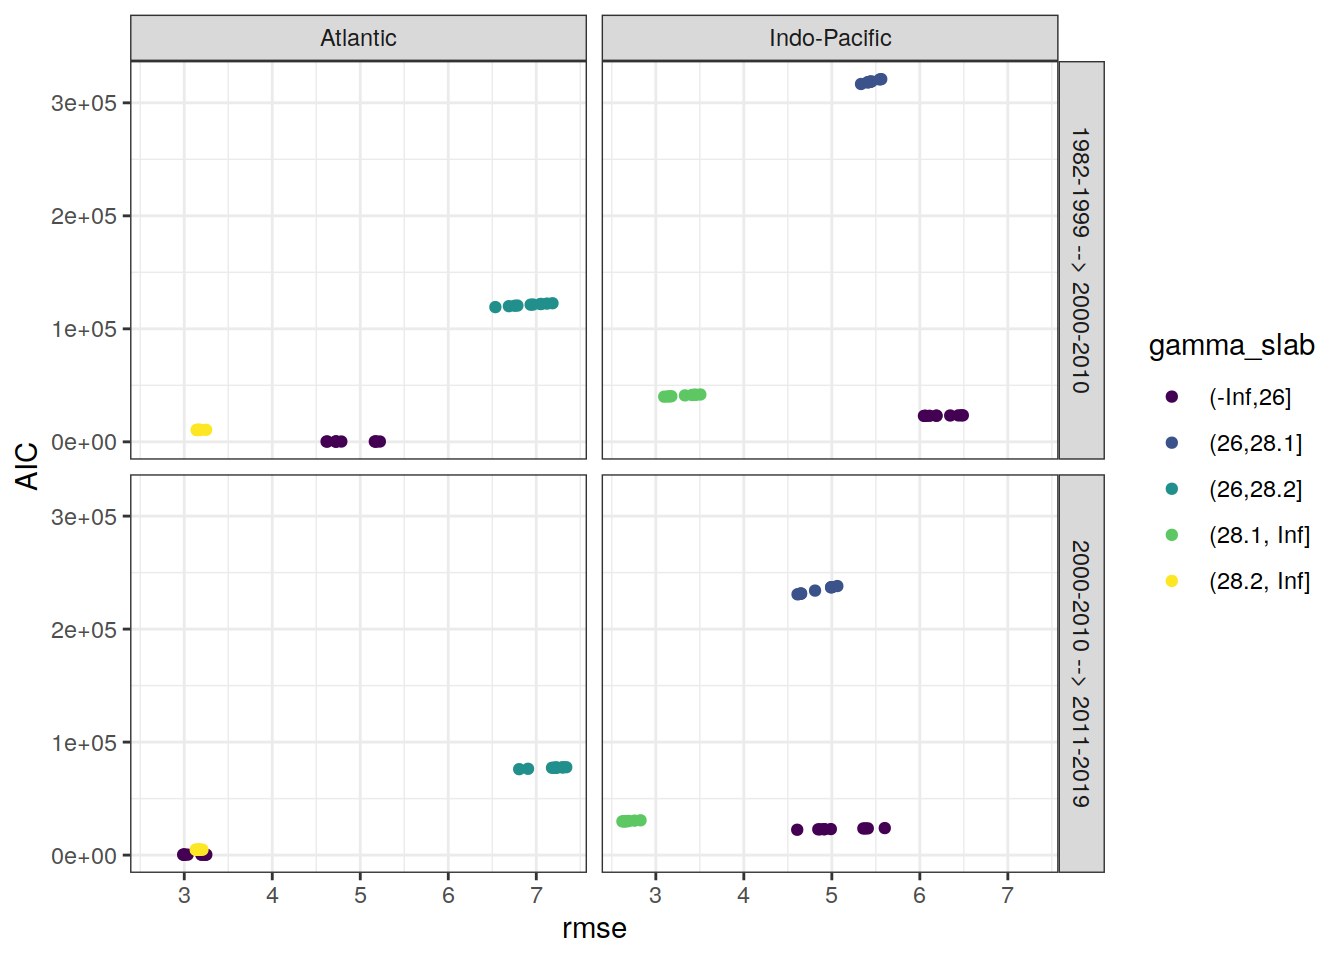 Atlantic
Indo-Pacific
3e+05
2e+05
1e+05
0e+00
1982-1999 --> 2000-2010
3e+05
2e+05
1e+05
0e+00
2000-2010 --> 2011-2019
AIC
3 4 5 6 7
3 4 5 6 7
rmse
gamma_slab
(-Inf,26]
(26,28.1]
(26,28.2]
(28.1, Inf]
(28.2, Inf]